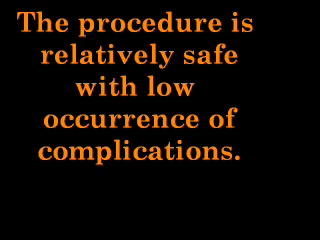 The procedure is
relatively safe
with low
occurrence of
complications.